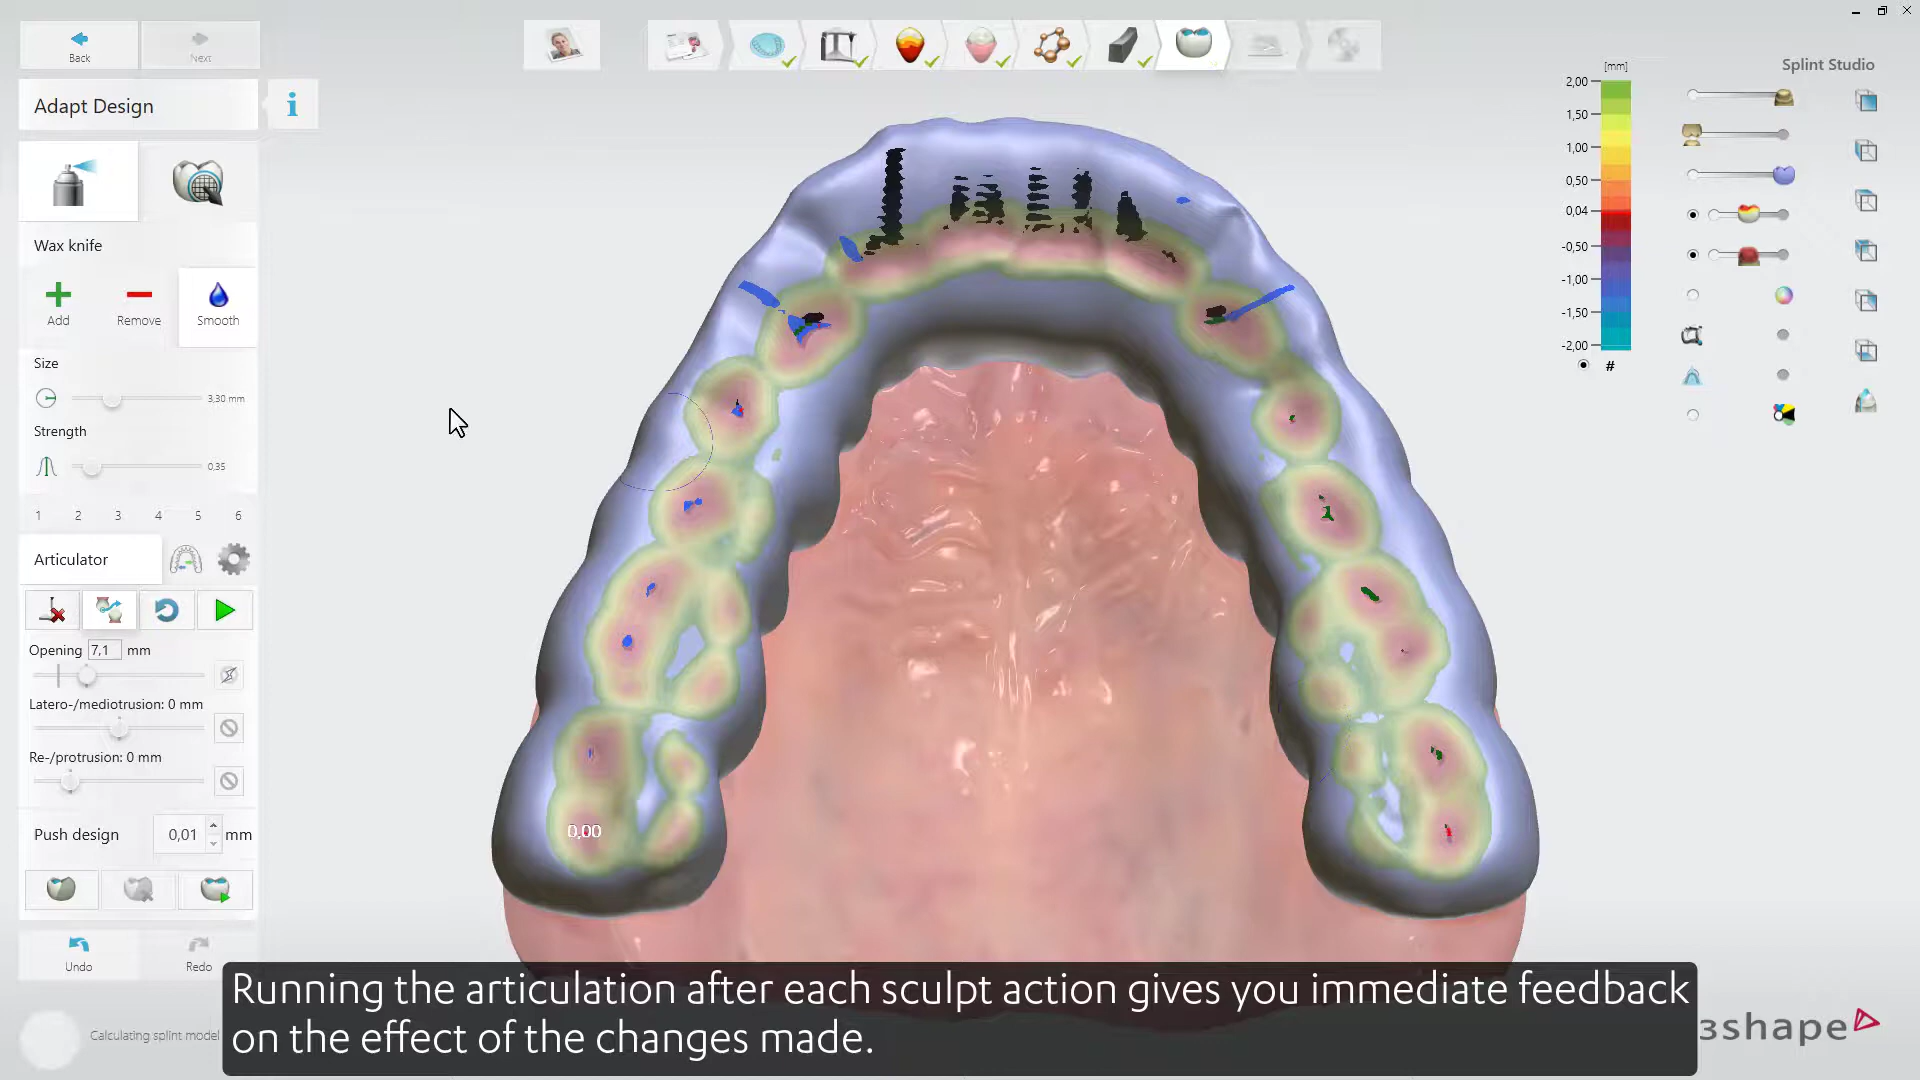 Back
Next
Splint Studio
[mm]
2,00
1,50
1,00
0,50
0,04
-0,50
-1,00
-1,50
-2,00
#
Adapt Design
i
Wax knife
Add
Remove
Smooth
Size
3,30 mm
Strength
0,35
1 2 3 4 5 6
Articulator
Opening 7,1 mm
Latero-/mediotrusion: 0 mm
Re-/protrusion: 0 mm
Push design 0,01 mm
0,00
Undo
Redo
Running the articulation after each sculpt action gives you immediate feedback
on the effect of the changes made.
Calculating splint model
3shape